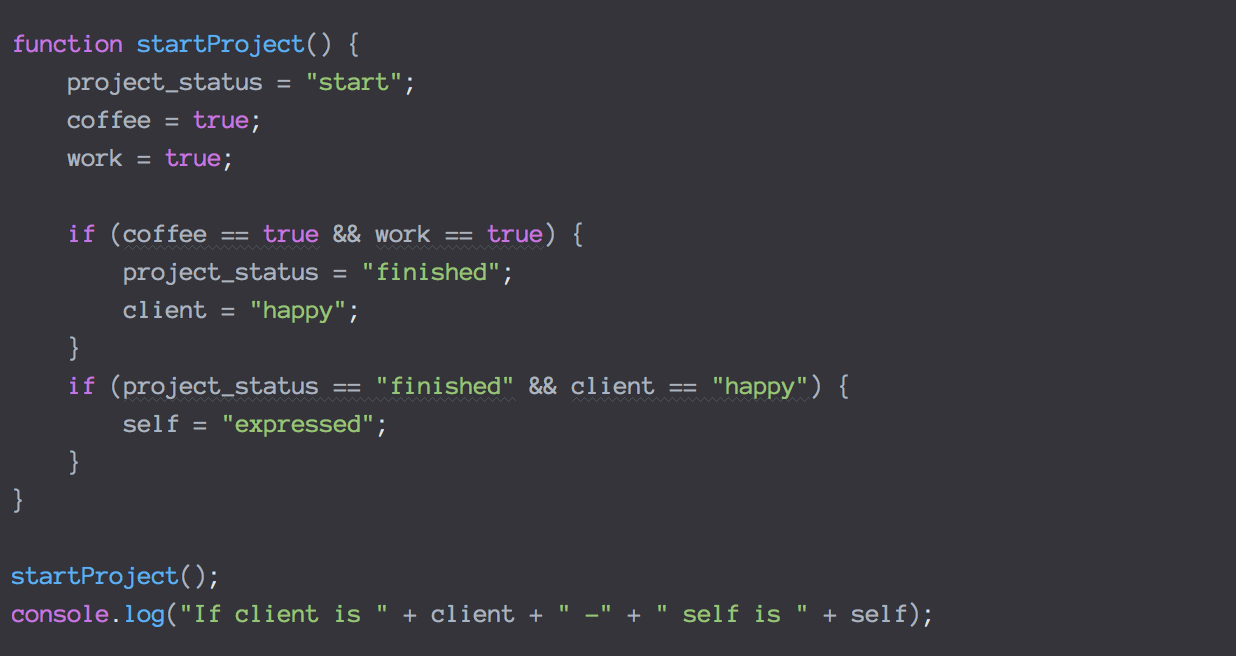 function startProject() {
    project_status = "start";
    coffee = true;
    work = true;

    if (coffee == true && work == true) {
        project_status = "finished";
        client = "happy";
    }
    if (project_status == "finished" && client == "happy") {
        self = "expressed";
    }
}

startProject();
console.log("If client is " + client + " -" + " self is " + self);